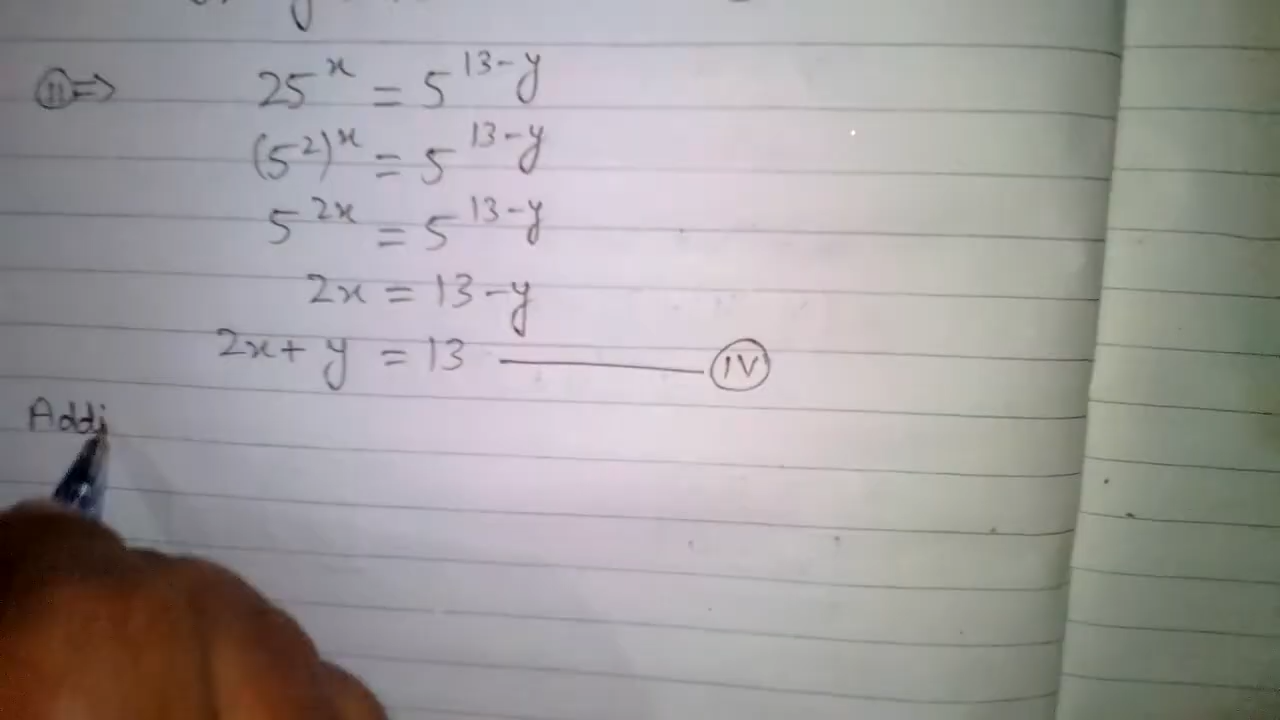 (II) ⇒ 25^x = 5^(13-y)
(5^2)^x = 5^(13-y)
5^(2x) = 5^(13-y)
2x = 13-y
2x + y = 13 ——— (IV)
Addi